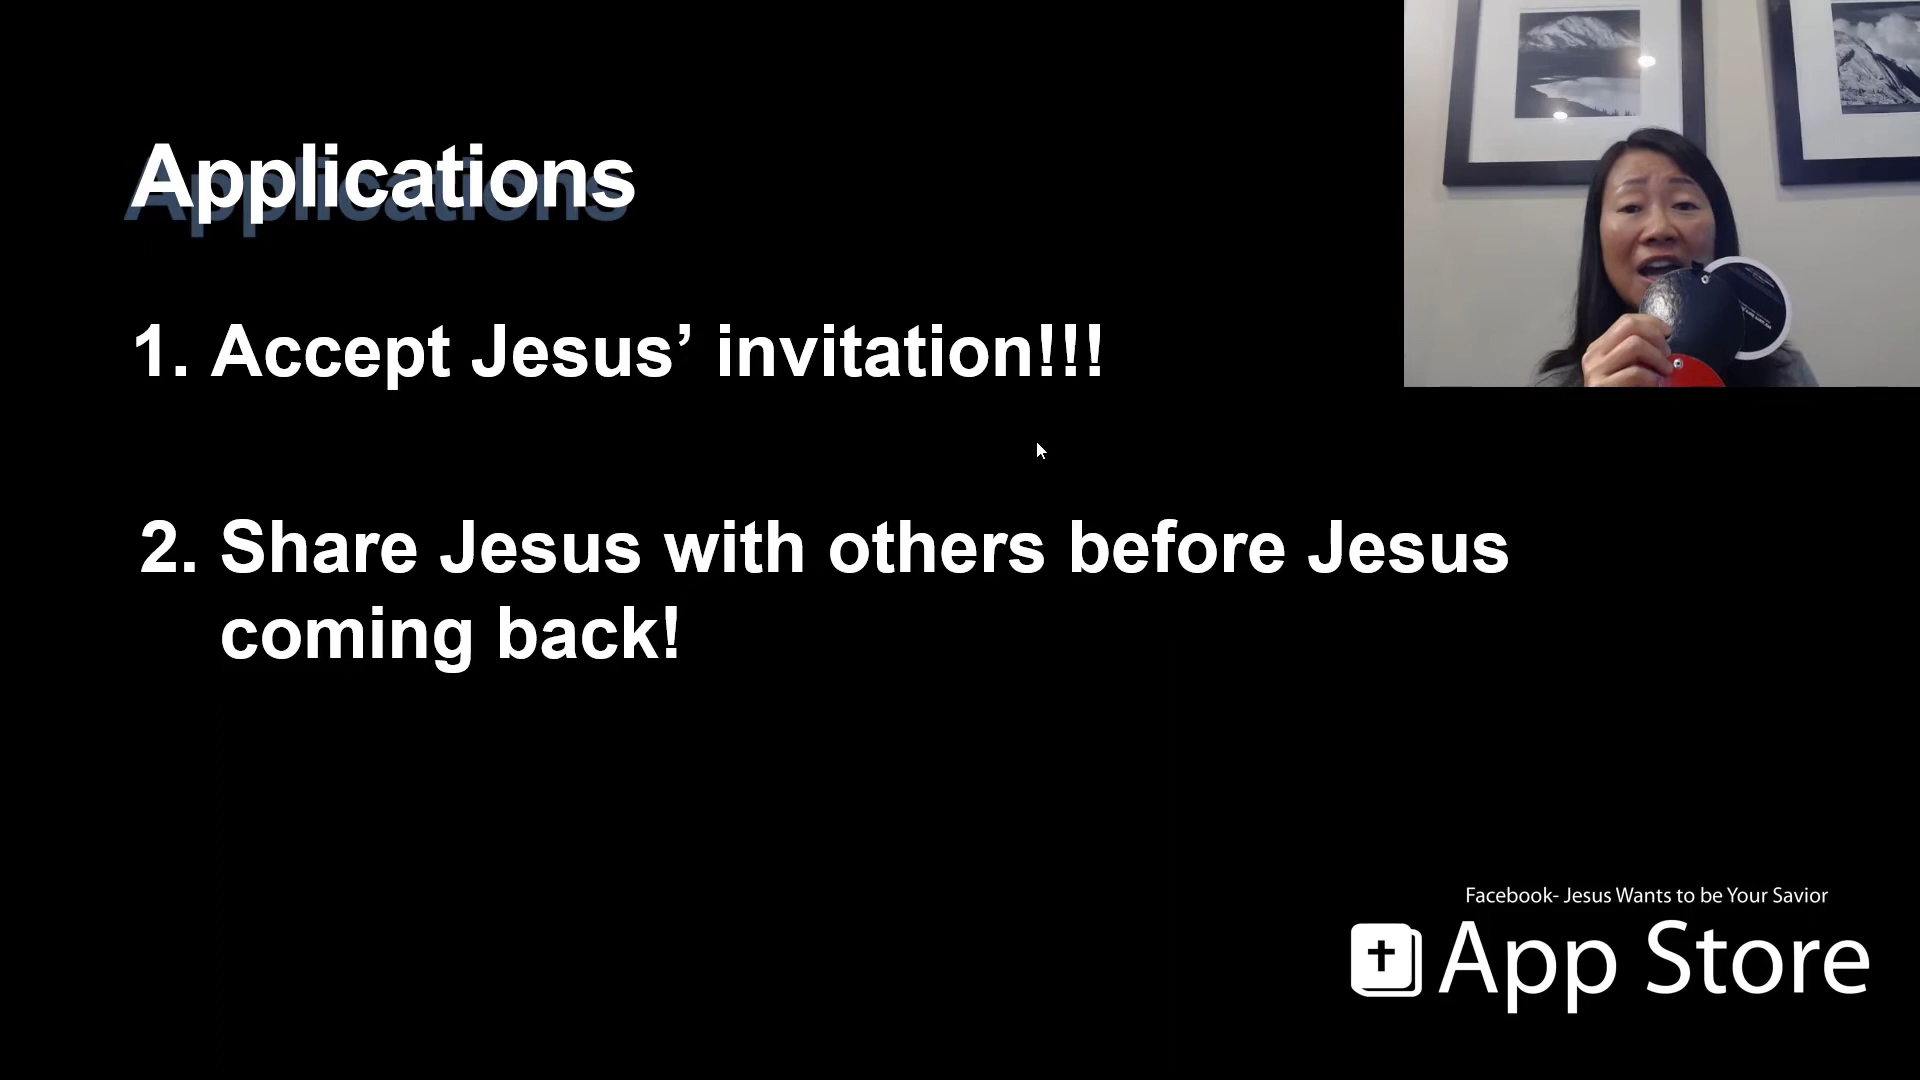 Applications
1. Accept Jesus’ invitation!!!
2. Share Jesus with others before Jesus
coming back!
Facebook- Jesus Wants to be Your Savior
App Store